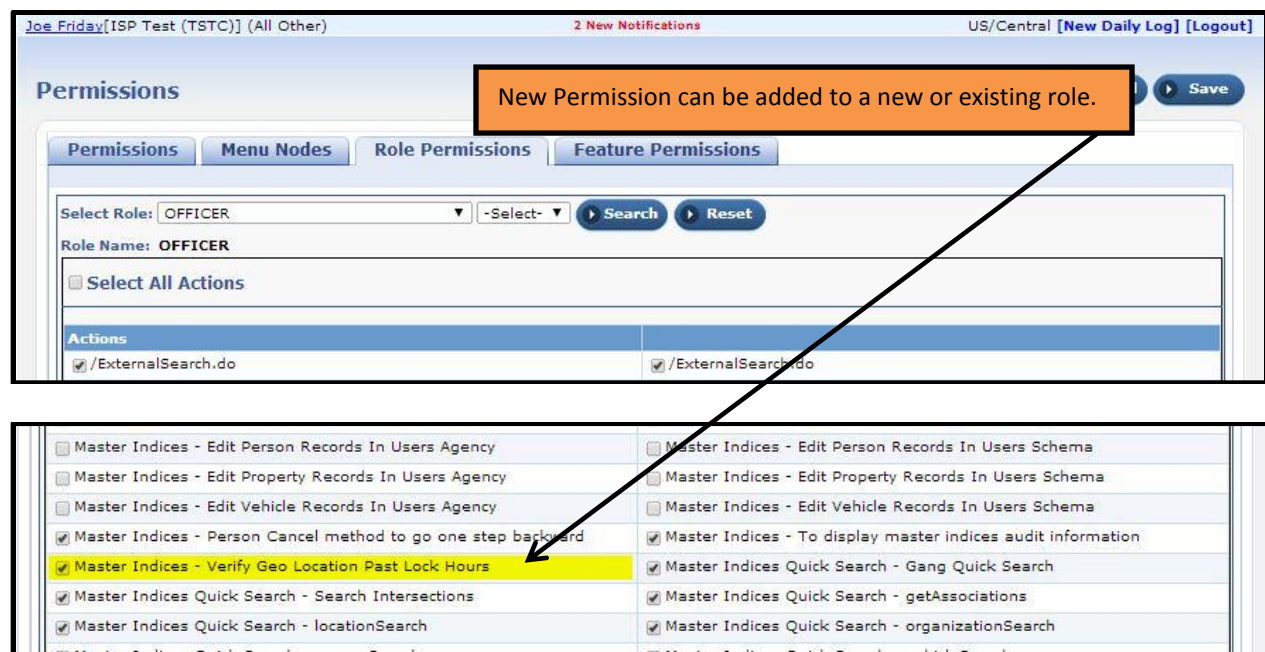 Joe Friday[ISP Test (TSTC)] (All Other) 2 New Notifications US/Central [New Daily Log] [Logout]
New Permission can be added to a new or existing role.
Permissions Save
Permissions Menu Nodes Role Permissions Feature Permissions
Select Role: OFFICER -Select- Search Reset
Role Name: OFFICER
Select All Actions
Actions
/ExternalSearch.do /ExternalSearch.do
Master Indices - Edit Person Records In Users Agency Master Indices - Edit Person Records In Users Schema
Master Indices - Edit Property Records In Users Agency Master Indices - Edit Property Records In Users Schema
Master Indices - Edit Vehicle Records In Users Agency Master Indices - Edit Vehicle Records In Users Schema
Master Indices - Person Cancel method to go one step backward Master Indices - To display master indices audit information
Master Indices - Verify Geo Location Past Lock Hours Master Indices Quick Search - Gang Quick Search
Master Indices Quick Search - Search Intersections Master Indices Quick Search - getAssociations
Master Indices Quick Search - locationSearch Master Indices Quick Search - organizationSearch